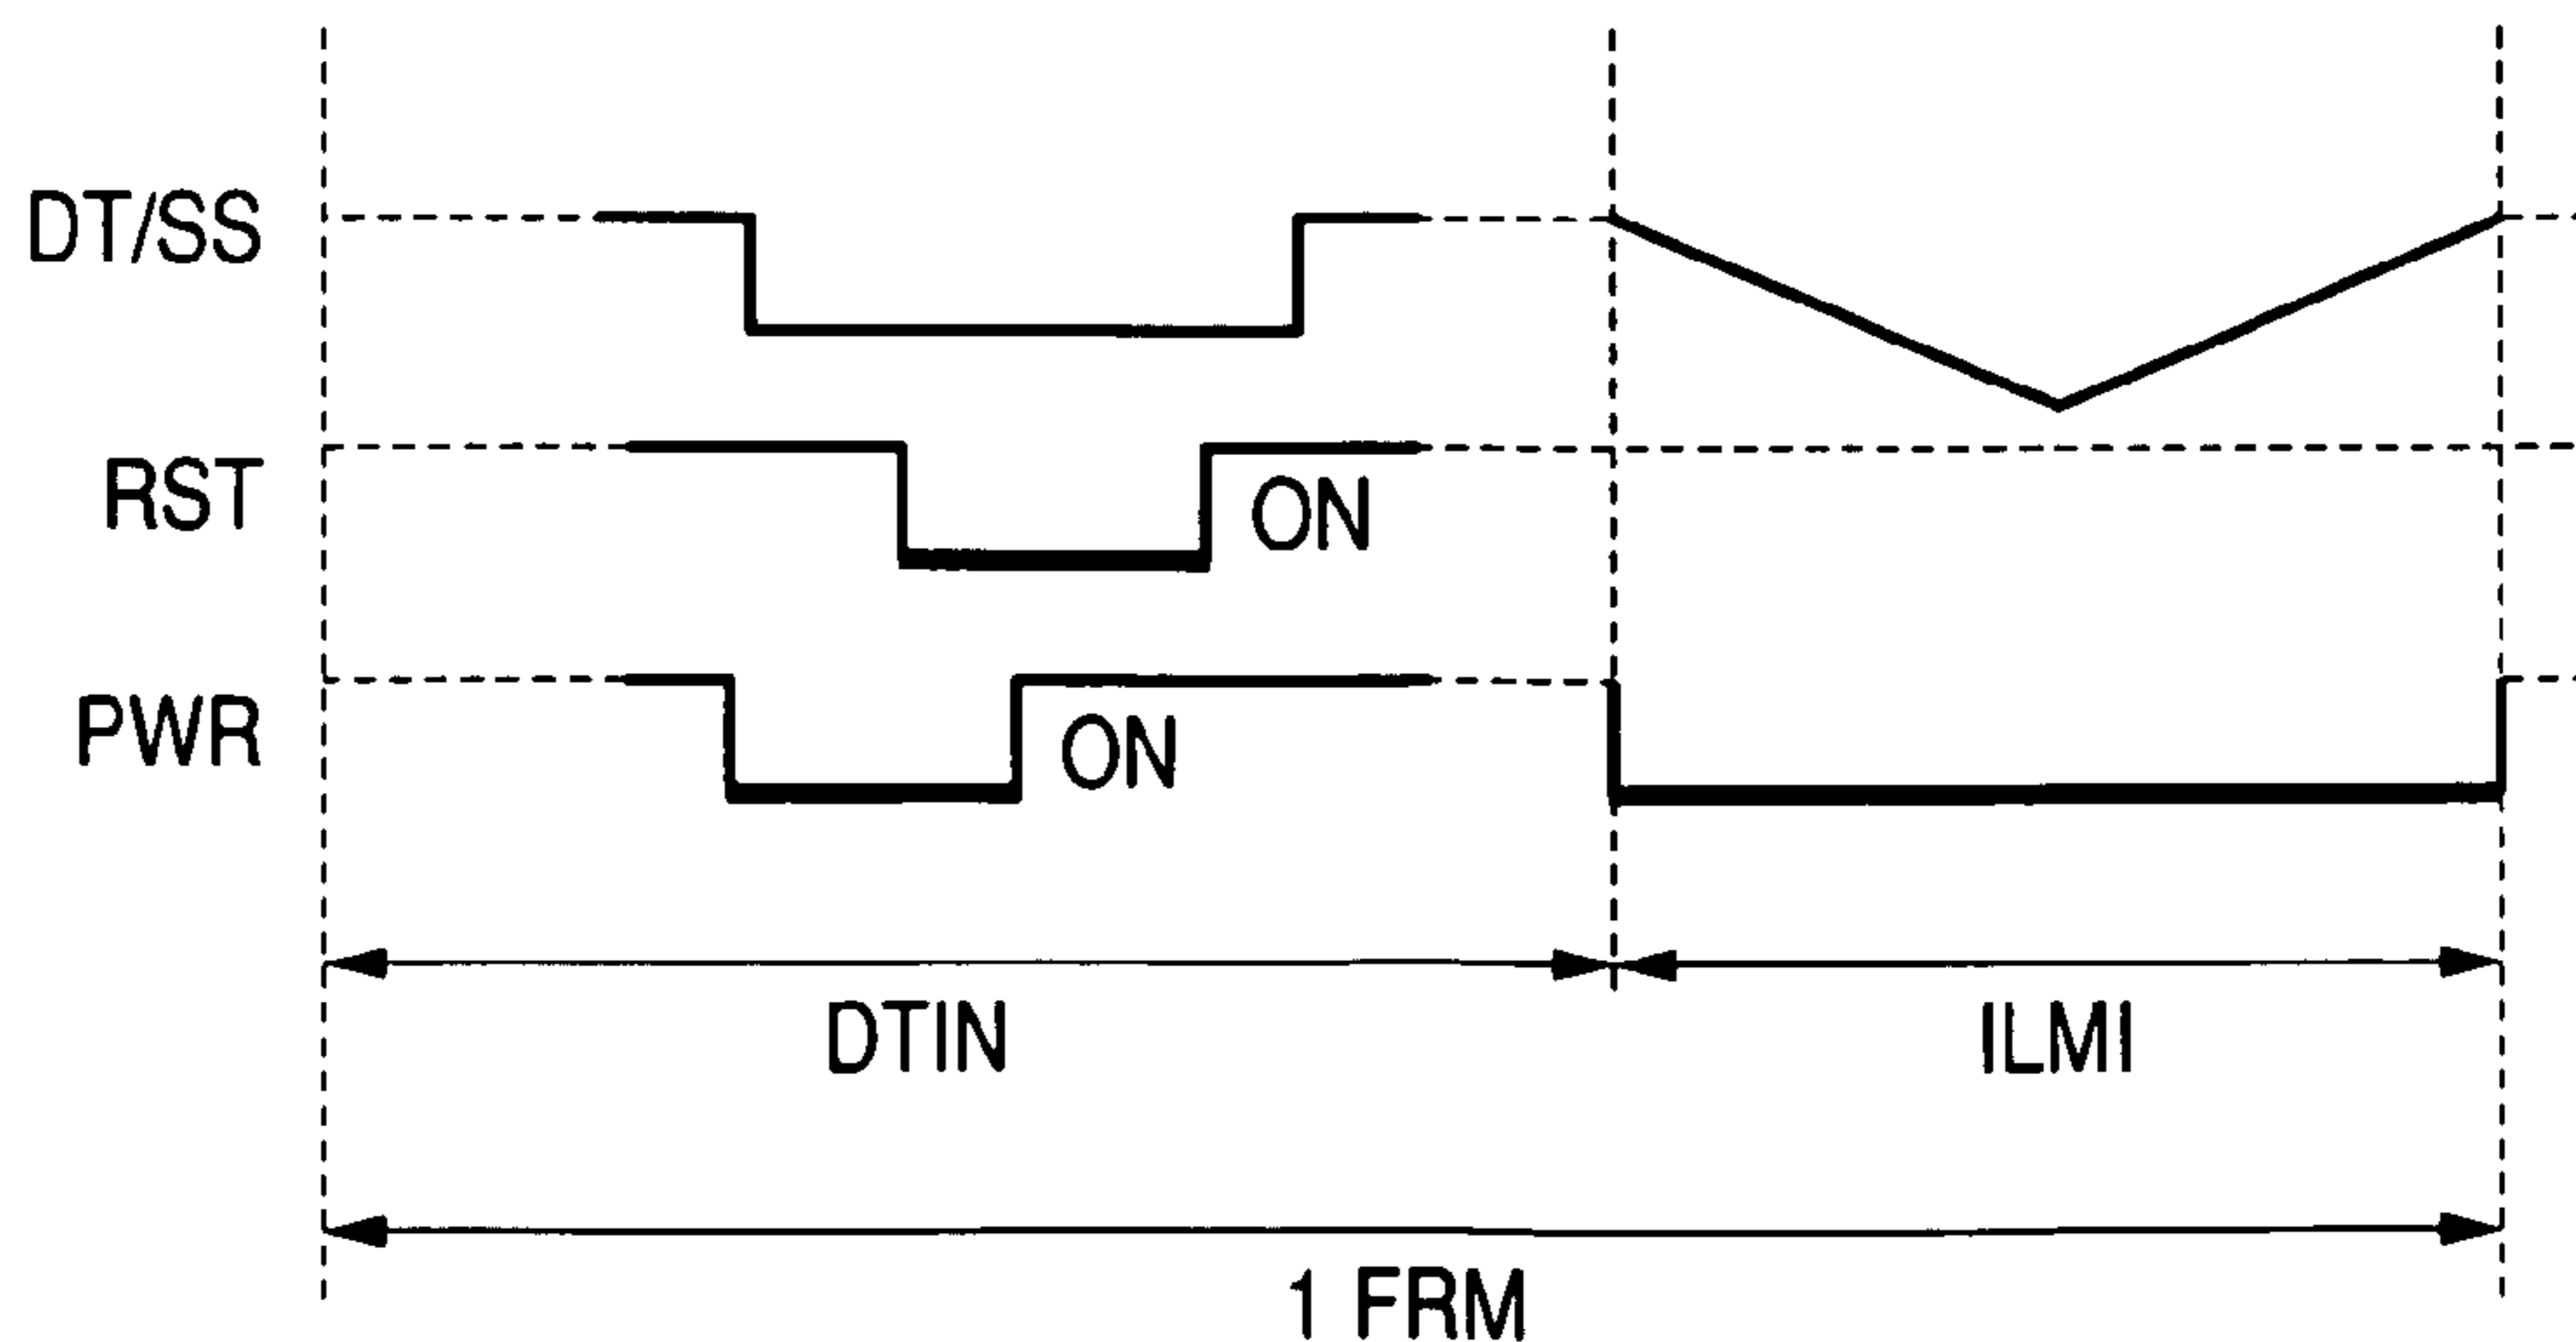 DT/SS
RST
ON
PWR
ON
DTIN
ILMI
1 FRM